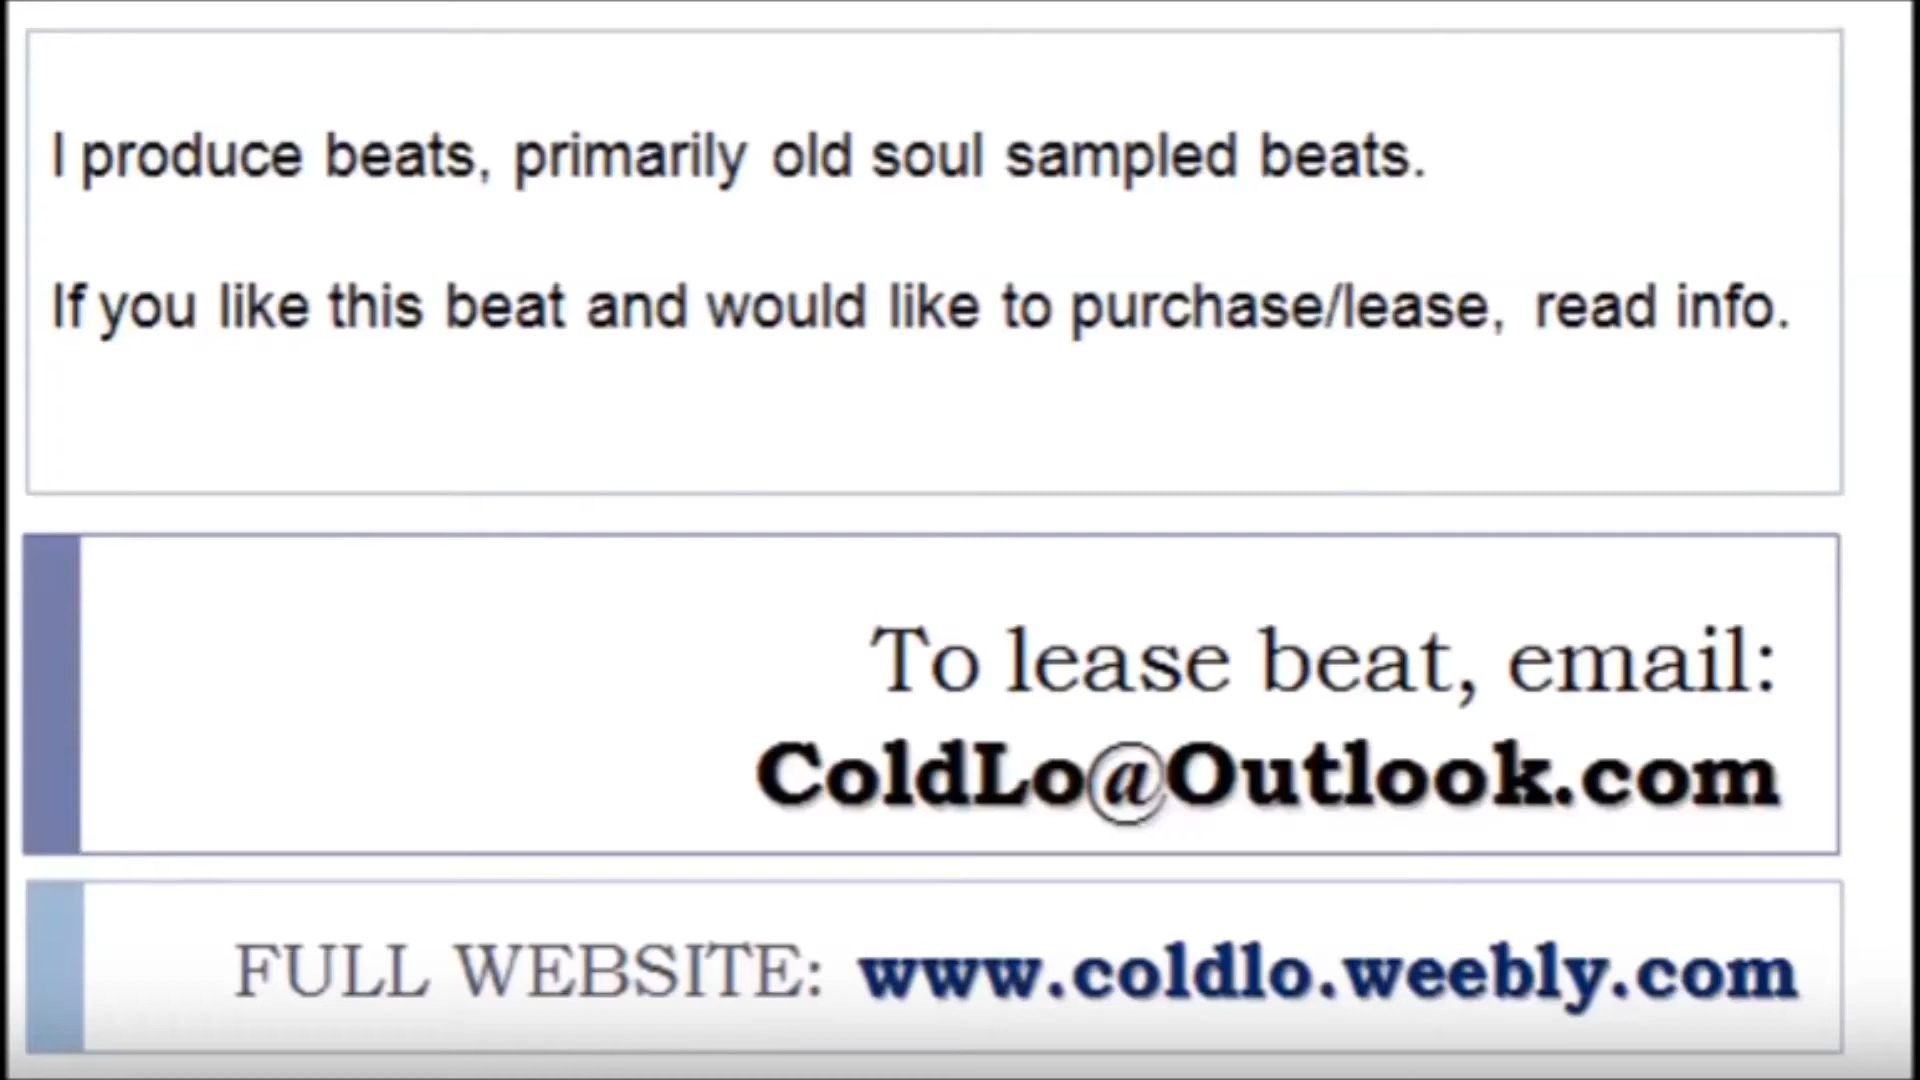 I produce beats, primarily old soul sampled beats.
If you like this beat and would like to purchase/lease, read info.
To lease beat, email:
ColdLo@Outlook.com
FULL WEBSITE: www.coldlo.weebly.com